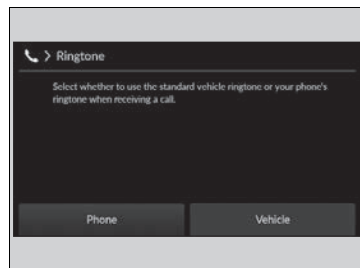 > Ringtone
Select whether to use the standard vehicle ringtone or your phone's
ringtone when receiving a call.
Phone
Vehicle